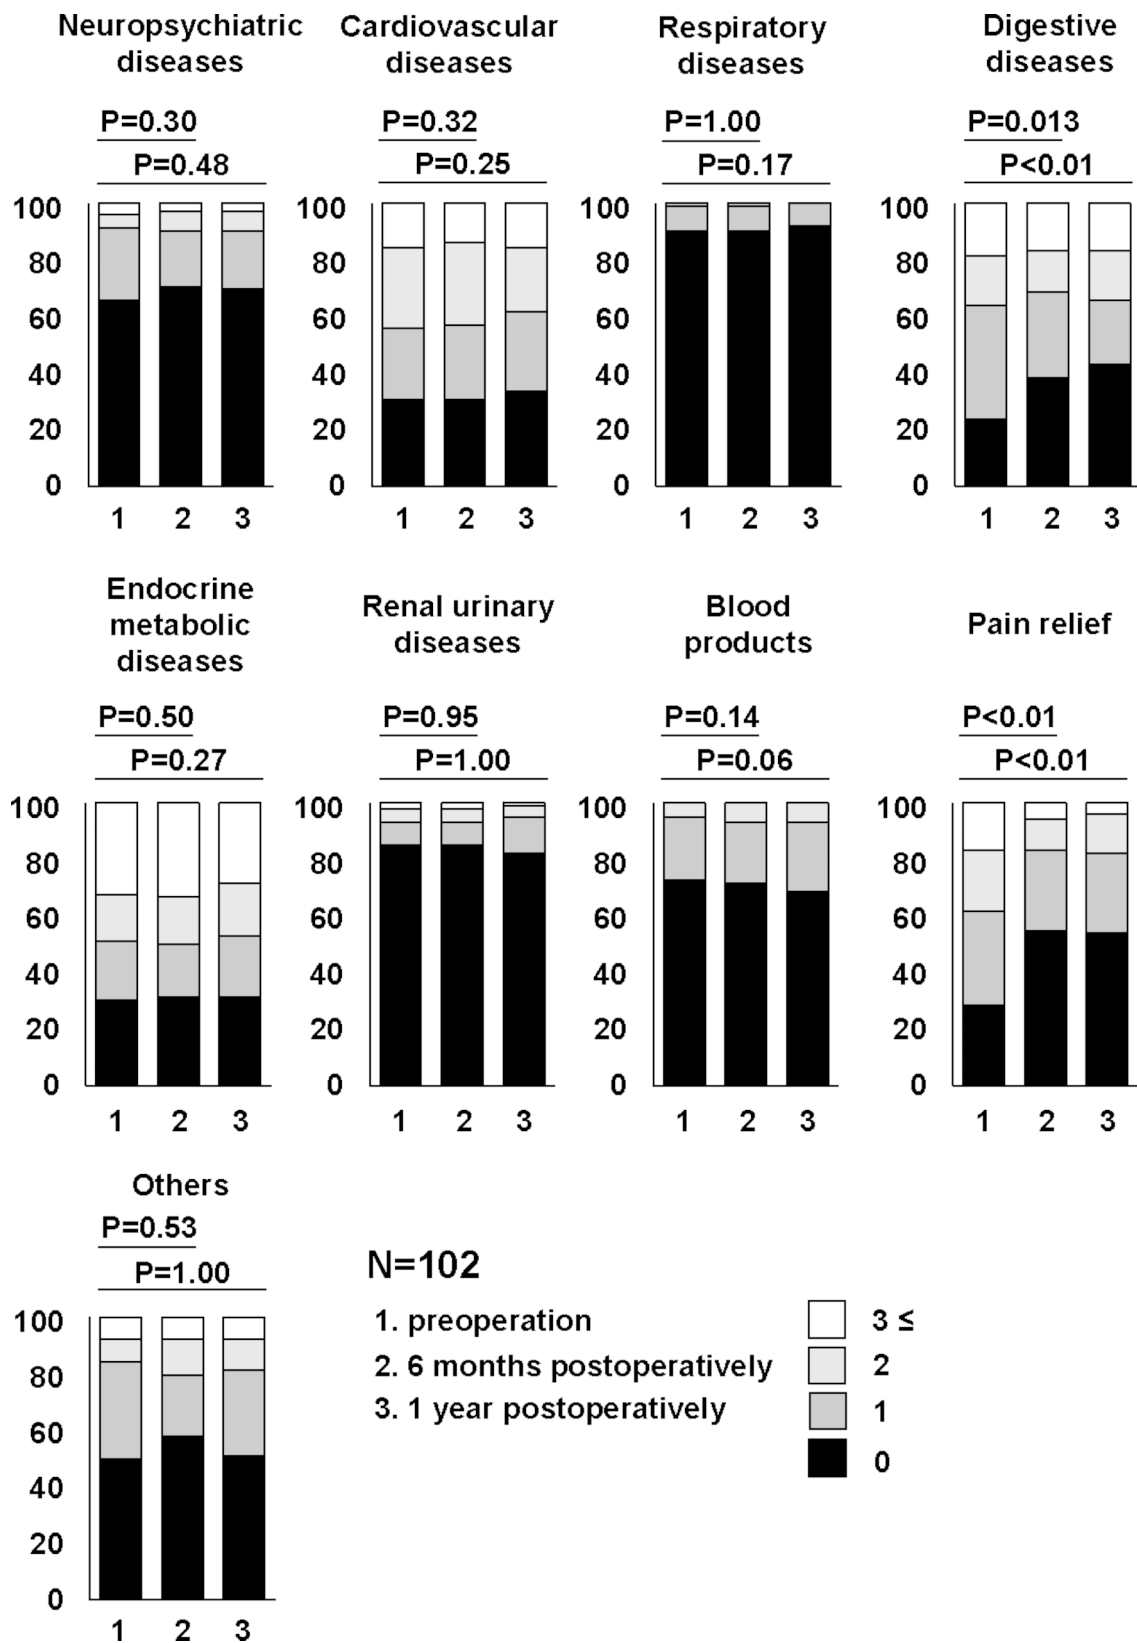 Neuropsychiatric
diseases
P=0.30
P=0.48
100
80
60
40
20
0
1 2 3
Cardiovascular
diseases
P=0.32
P=0.25
100
80
60
40
20
0
1 2 3
Respiratory
diseases
P=1.00
P=0.17
100
80
60
40
20
0
1 2 3
Digestive
diseases
P=0.013
P<0.01
100
80
60
40
20
0
1 2 3
Endocrine
metabolic
diseases
P=0.50
P=0.27
100
80
60
40
20
0
1 2 3
Renal urinary
diseases
P=0.95
P=1.00
100
80
60
40
20
0
1 2 3
Blood
products
P=0.14
P=0.06
100
80
60
40
20
0
1 2 3
Pain relief
P<0.01
P<0.01
100
80
60
40
20
0
1 2 3
Others
P=0.53
P=1.00
100
80
60
40
20
0
1 2 3
N=102
1. preoperation
2. 6 months postoperatively
3. 1 year postoperatively
3 ≤
2
1
0